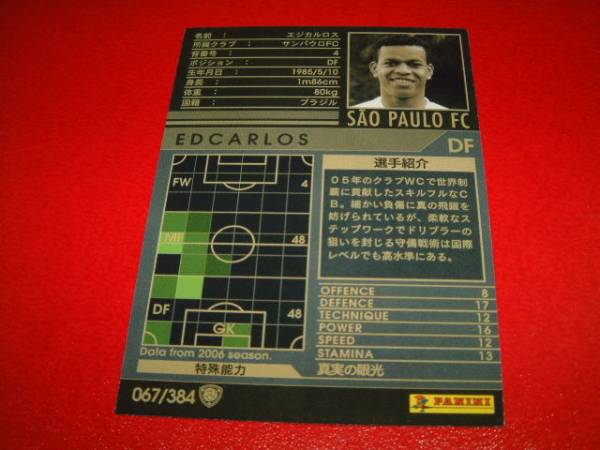 名前： エジカルロス
所属クラブ： サンパウロFC
背番号： 4
ポジション： DF
生年月日： 1985/5/10
身長： 1m86cm
体重： 80kg
国籍： ブラジル
SÃO PAULO FC
EDCARLOS
DF
FW 4
MF 48
DF 48
GK
Data from 2006 season.
選手紹介
05年のクラブWCで世界制
覇に貢献したスキルフルなC
B。細かい負傷に真の飛躍を
妨げられているが、柔軟なス
テップワークでドリブラーの
狙いを封じる守備戦術は国際
レベルでも高水準にある。
OFFENCE 8
DEFENCE 17
TECHNIQUE 12
POWER 16
SPEED 12
STAMINA 13
特殊能力 真実の眼光
067/384
PANINI